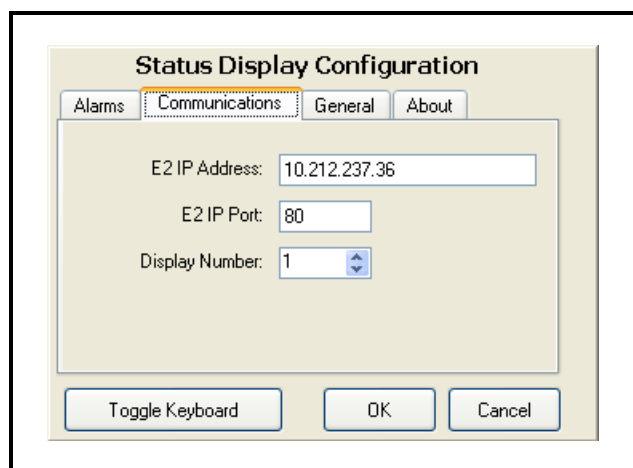 Status Display Configuration
Alarms Communications General About
E2 IP Address: 10.212.237.36
E2 IP Port: 80
Display Number: 1
Toggle Keyboard OK Cancel